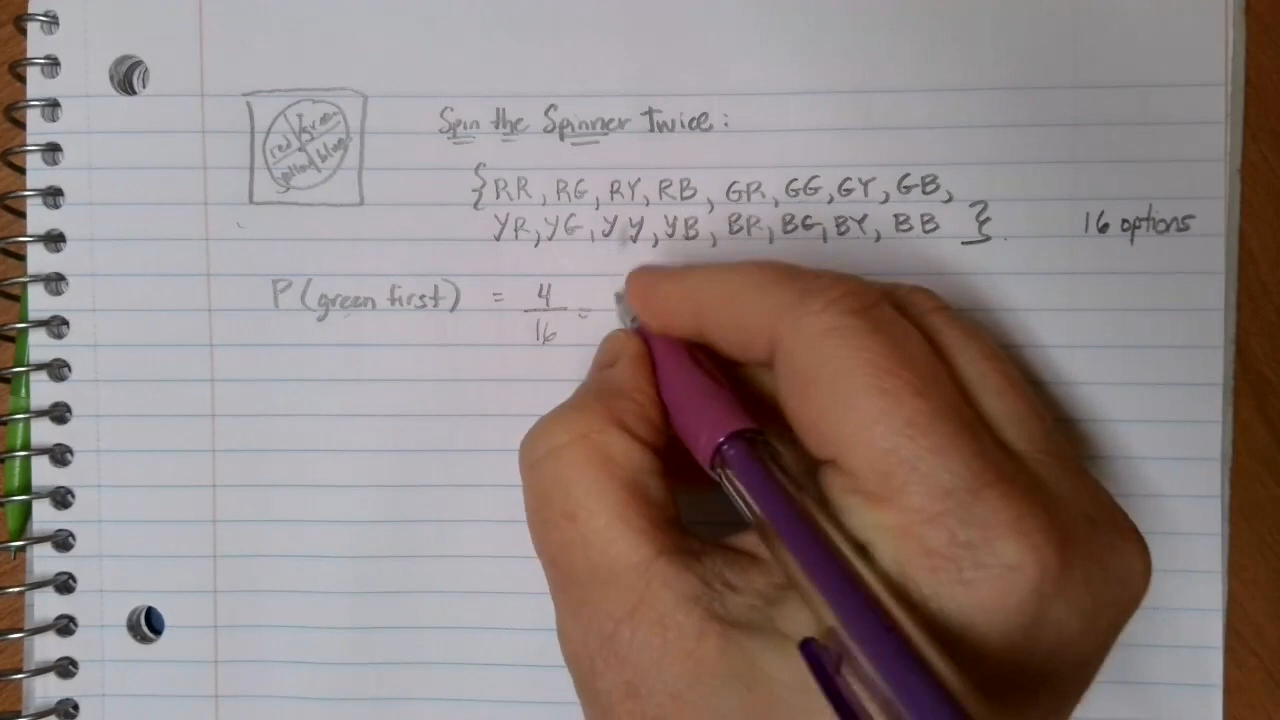 green
red
blue
yellow
Spin the Spinner Twice:
{RR, RG, RY, RB, GR, GG, GY, GB,
YR, YG, YY, YB, BR, BG, BY, BB } 16 options
P(green first) = 4/16 =